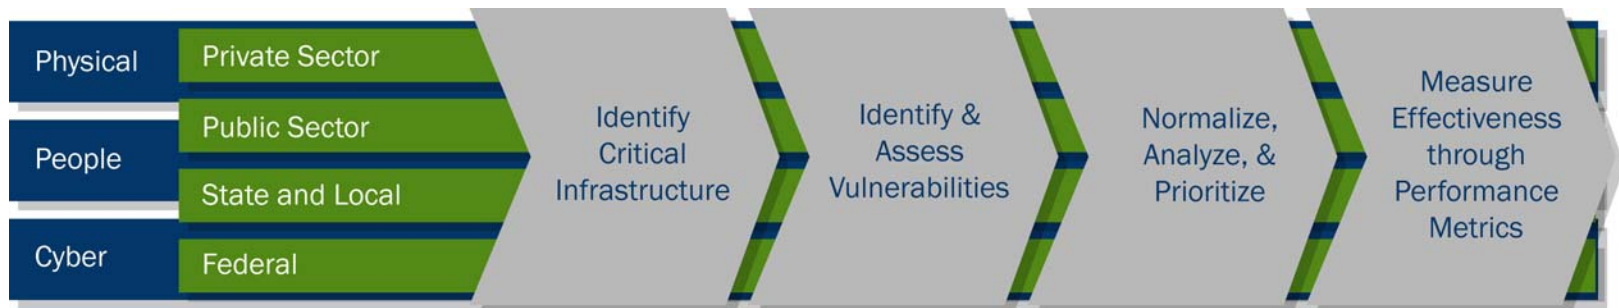 Physical
People
Cyber
Private Sector
Public Sector
State and Local
Federal
Identify
Critical
Infrastructure
Identify &
Assess
Vulnerabilities
Normalize,
Analyze, &
Prioritize
Measure
Effectiveness
through
Performance
Metrics